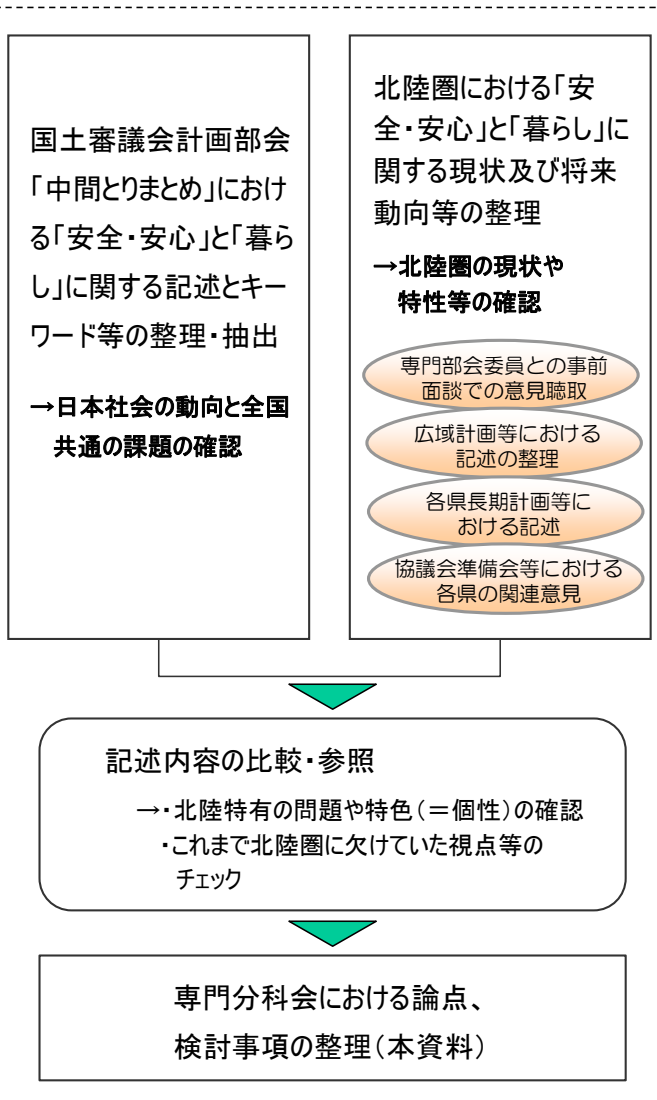 国土審議会計画部会
「中間とりまとめ」におけ
る「安全・安心」と「暮ら
し」に関する記述とキー
ワード等の整理・抽出
→日本社会の動向と全国
共通の課題の確認
北陸圏における「安
全・安心」と「暮らし」に
関する現状及び将来
動向等の整理
→北陸圏の現状や
特性等の確認
専門部会委員との事前
面談での意見聴取
広域計画等における
記述の整理
各県長期計画等に
おける記述
協議会準備会等における
各県の関連意見
記述内容の比較・参照
→・北陸特有の問題や特色(=個性)の確認
・これまで北陸圏に欠けていた視点等の
チェック
専門分科会における論点、
検討事項の整理(本資料)